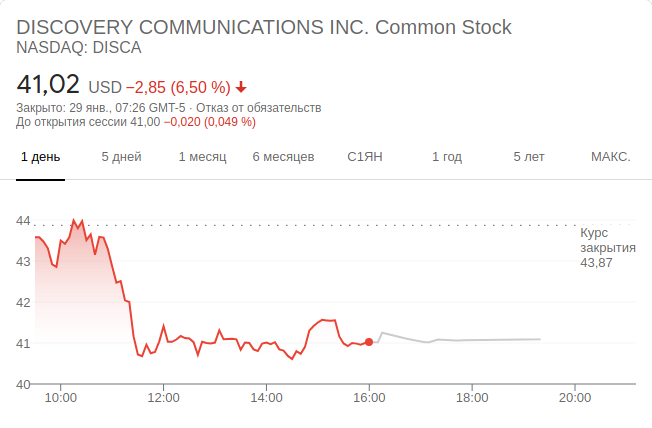 DISCOVERY COMMUNICATIONS INC. Common Stock
NASDAQ: DISCA
41,02 USD −2,85 (6,50 %)
Закрыто: 29 янв., 07:26 GMT-5 · Отказ от обязательств
До открытия сессии 41,00 −0,020 (0,049 %)
1 день 5 дней 1 месяц 6 месяцев С1ЯН 1 год 5 лет МАКС.
44
Курс
закрытия
43,87
43
42
41
40
10:00 12:00 14:00 16:00 18:00 20:00